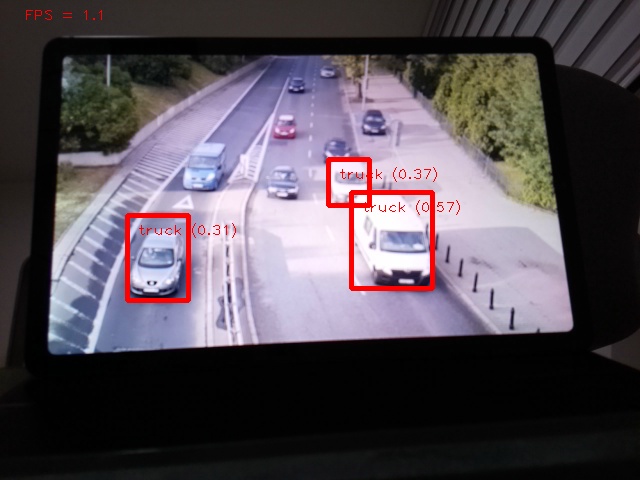 FPS = 1.1
truck (0.37)
truck (0.57)
truck (0.31)